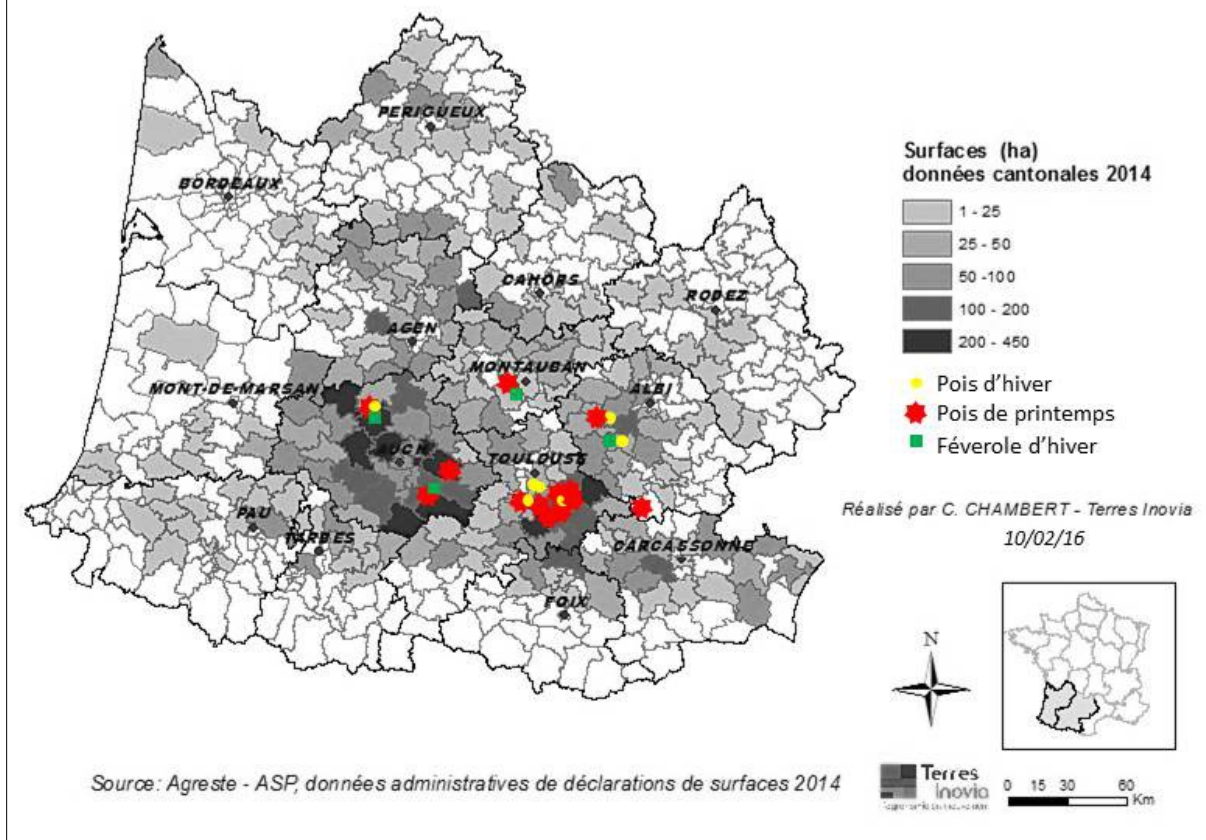 PERIGUEUX
BORDEAUX
CAHORS
RODEZ
AGEN
MONTAUBAN
MONT-DE-MARSAN
ALBI
AUCH
TOULOUSE
PAU
TARBES
CARCASSONNE
FOIX
Surfaces (ha)
données cantonales 2014
1 - 25
25 - 50
50 -100
100 - 200
200 - 450
Pois d'hiver
Pois de printemps
Féverole d'hiver
Réalisé par C. CHAMBERT - Terres Inovia
10/02/16
N
Source: Agreste - ASP, données administratives de déclarations de surfaces 2014
Terres
Inovia
0 15 30 60
Km